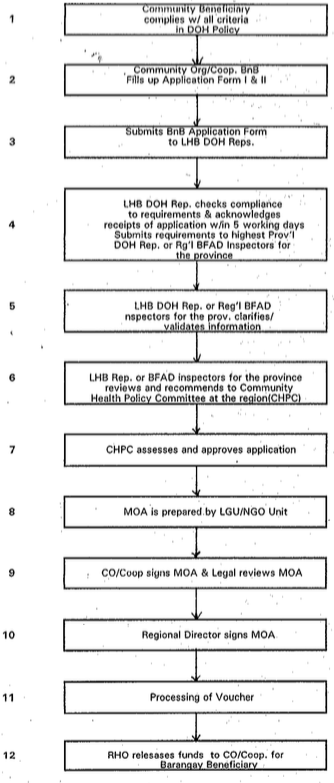 1
Community Beneficiary
complies w/ all criteria
in DOH Policy
2
Community Org/Coop. BnB
Fills up Application Form I & II
3
Submits BnB Application Form
to LHB DOH Reps.
4
LHB DOH Rep. checks compliance
to requirements & acknowledges
receipts of application w/in 5 working days
Submits requirements to highest Prov'l
DOH Rep. or Rg'l BFAD Inspectors for
the province
5
LHB DOH Rep. or Reg'l BFAD
nspectors for the prov. clarifies/
validates information
6
LHB Rep. or BFAD inspectors for the province
reviews and recommends to Community
Health Policy Committee at the region(CHPC)
7
CHPC assesses and approves application
8
MOA is prepared by LGU/NGO Unit
9
CO/Coop signs MOA & Legal reviews MOA
10
Regional Director signs MOA
11
Processing of Voucher
12
RHO relesases funds to CO/Coop. for
Barangay Beneficiary